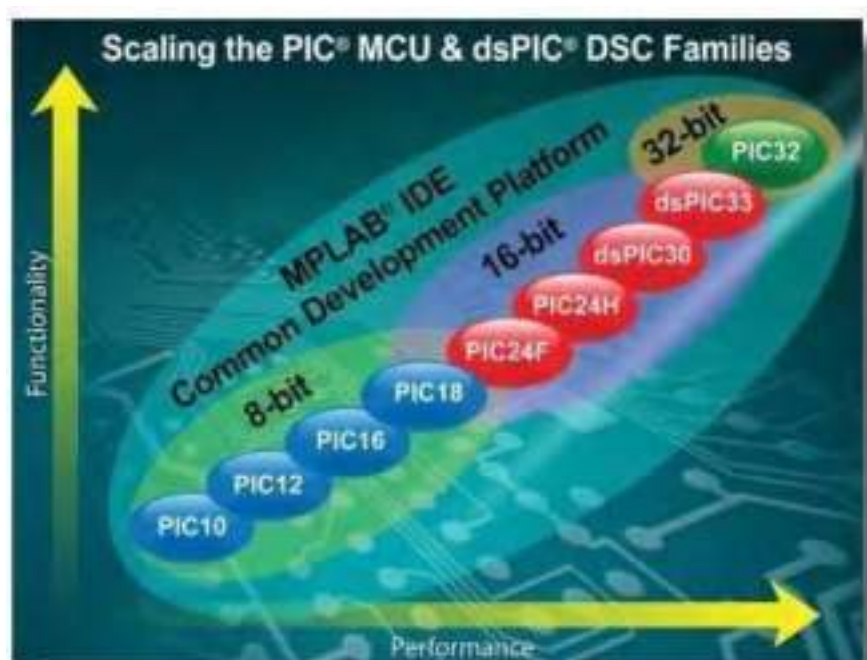 Scaling the PIC® MCU & dsPIC® DSC Families
32-bit
PIC32
MPLAB® IDE
Common Development Platform
16-bit
dsPIC33
dsPIC30
PIC24H
PIC24F
8-bit
PIC18
PIC16
PIC12
PIC10
Functionality
Performance